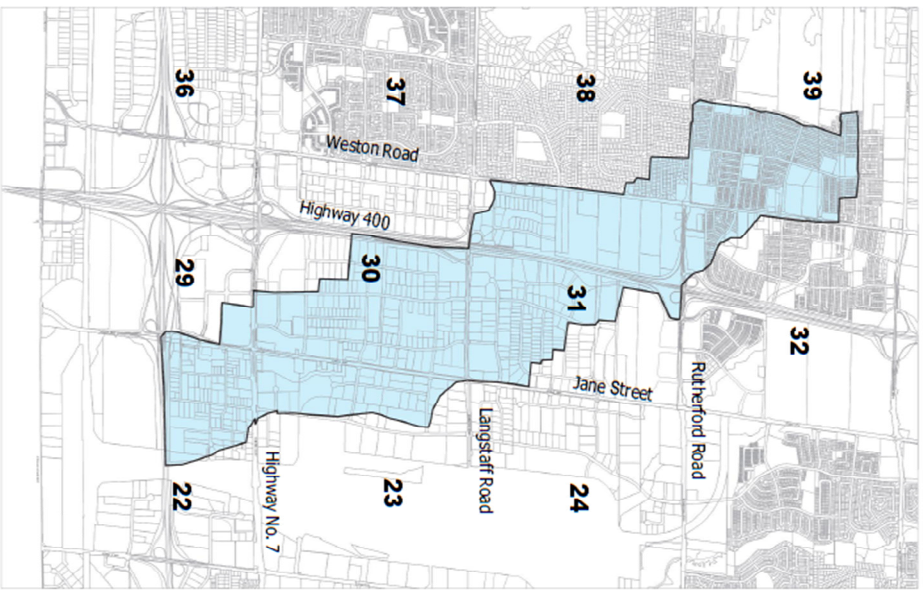 36
37
38
39
Weston Road
Highway 400
29
30
31
32
Jane Street
Rutherford Road
Langstaff Road
Highway No. 7
22
23
24